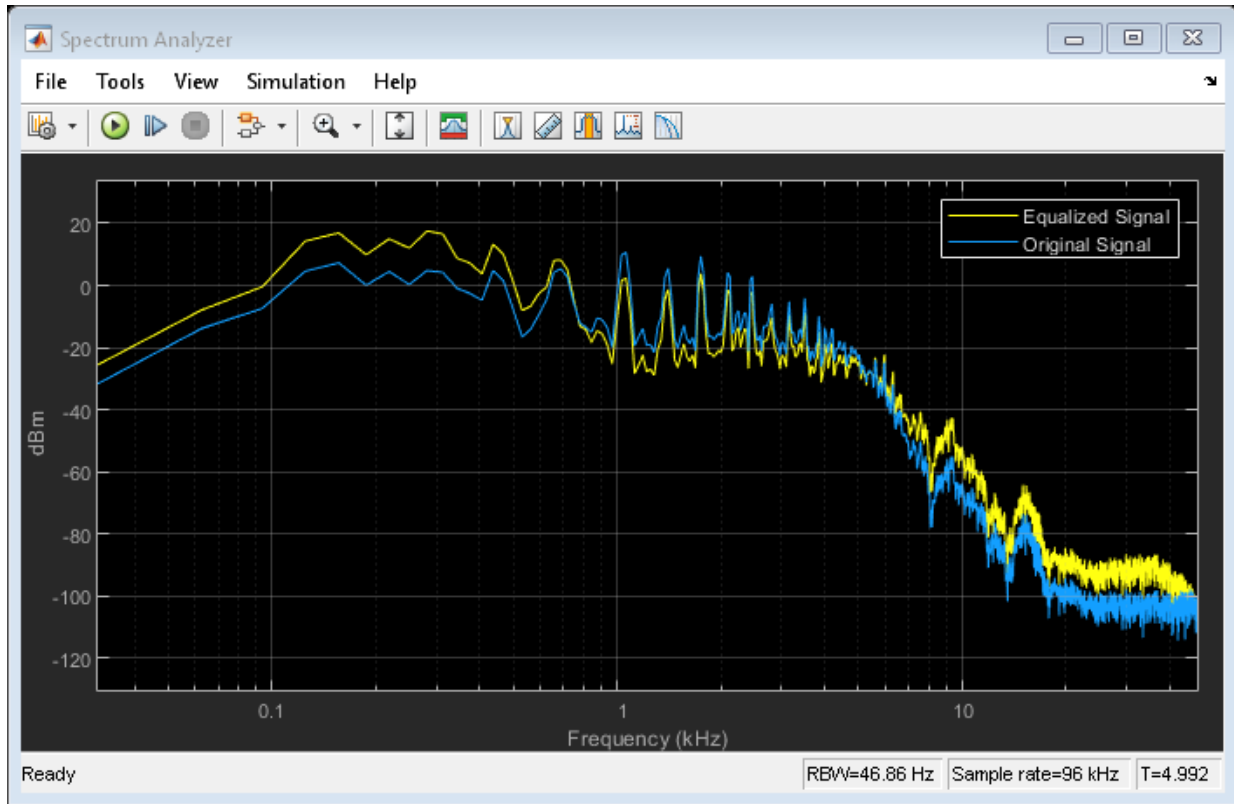 Spectrum Analyzer
File Tools View Simulation Help
Equalized Signal
Original Signal
20
0
-20
-40
-60
-80
-100
-120
dBm
0.1 1 10
Frequency (kHz)
Ready RBW=46.86 Hz Sample rate=96 kHz T=4.992